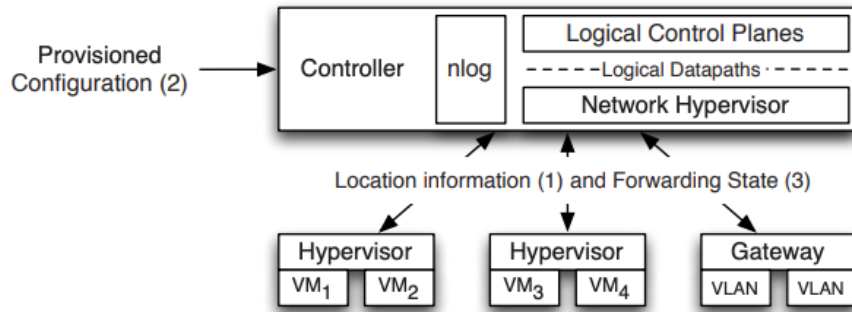 Provisioned
Configuration (2)
Controller
nlog
Logical Control Planes
Logical Datapaths
Network Hypervisor
Location information (1) and Forwarding State (3)
Hypervisor
VM1 VM2
Hypervisor
VM3 VM4
Gateway
VLAN VLAN